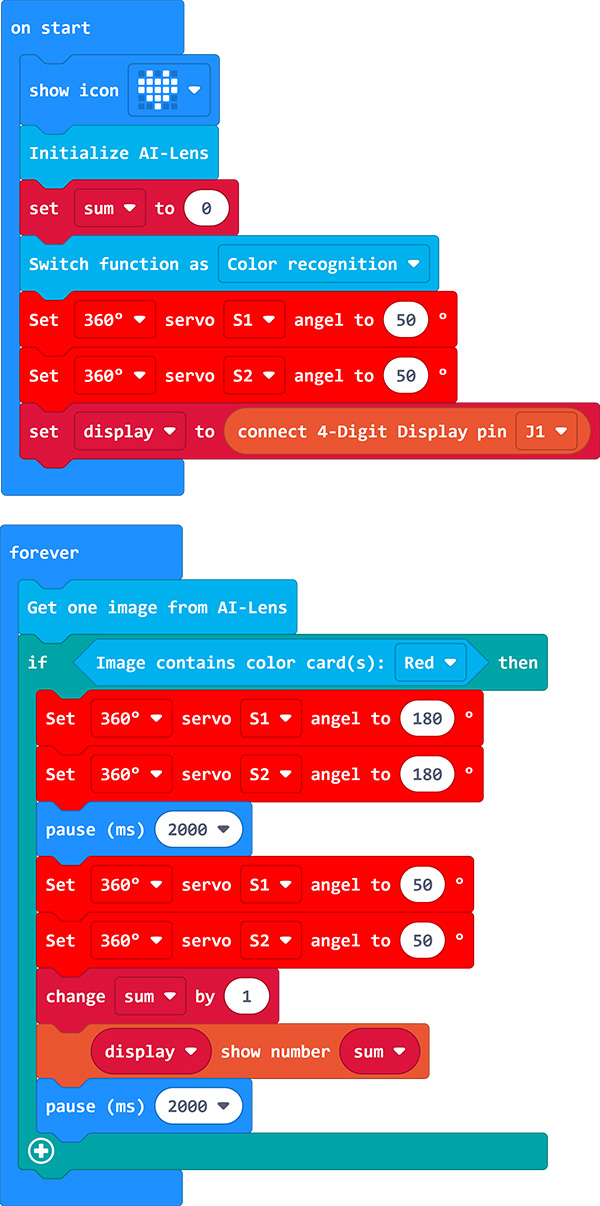 on start
show icon
Initialize AI-Lens
set sum to 0
Switch function as Color recognition
Set 360° servo S1 angel to 50 °
Set 360° servo S2 angel to 50 °
set display to connect 4-Digit Display pin J1
forever
Get one image from AI-Lens
if Image contains color card(s): Red then
Set 360° servo S1 angel to 180 °
Set 360° servo S2 angel to 180 °
pause (ms) 2000
Set 360° servo S1 angel to 50 °
Set 360° servo S2 angel to 50 °
change sum by 1
display show number sum
pause (ms) 2000